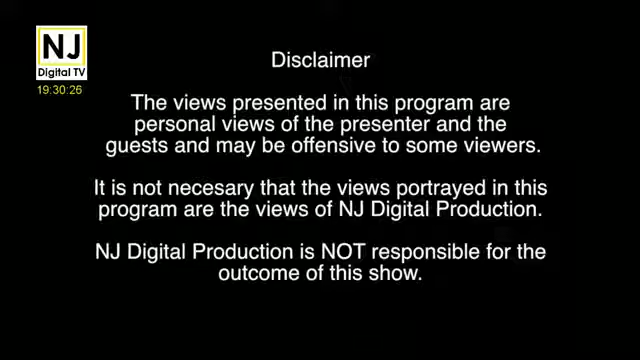 NJ
Digital TV
19:30:26
Disclaimer
The views presented in this program are
personal views of the presenter and the
guests and may be offensive to some viewers.
It is not necesary that the views portrayed in this
program are the views of NJ Digital Production.
NJ Digital Production is NOT responsible for the
outcome of this show.